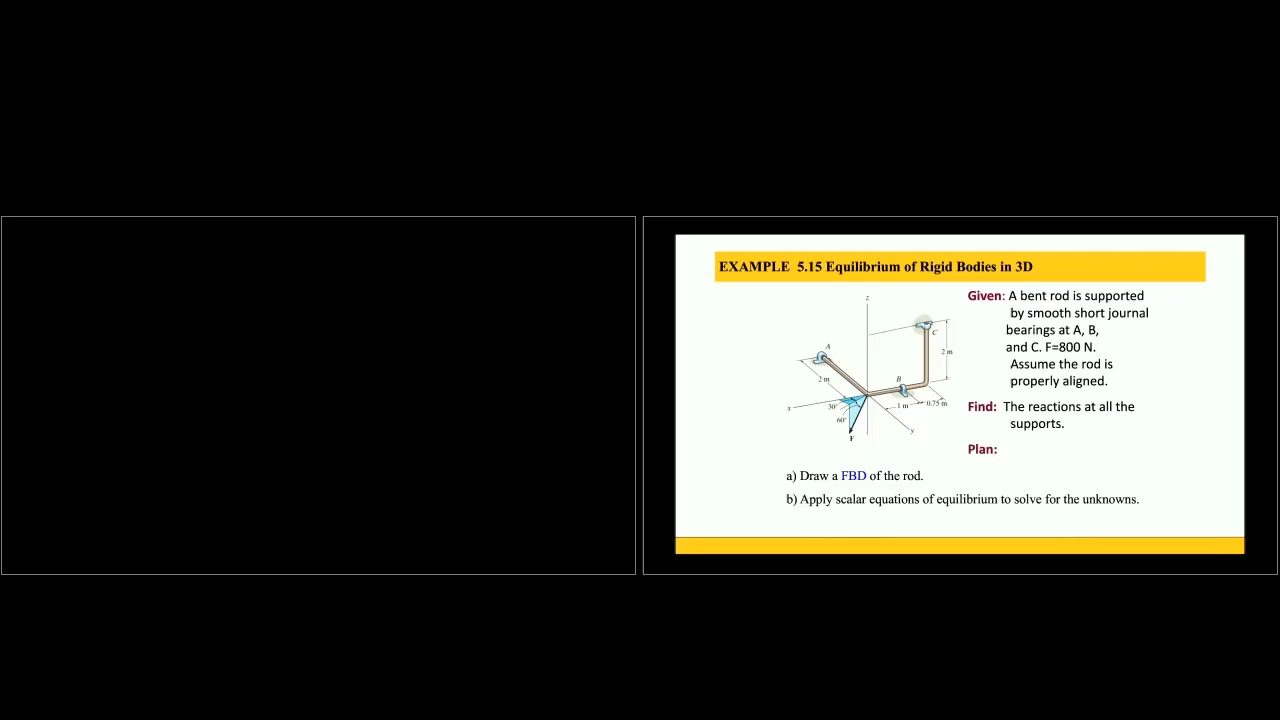 EXAMPLE 5.15 Equilibrium of Rigid Bodies in 3D
Given: A bent rod is supported
by smooth short journal
bearings at A, B,
and C. F=800 N.
Assume the rod is
properly aligned.
Find: The reactions at all the
supports.
Plan:
z
A
C
2 m
2 m
B
x
30°
1 m
0.75 m
60°
y
F
a) Draw a FBD of the rod.
b) Apply scalar equations of equilibrium to solve for the unknowns.